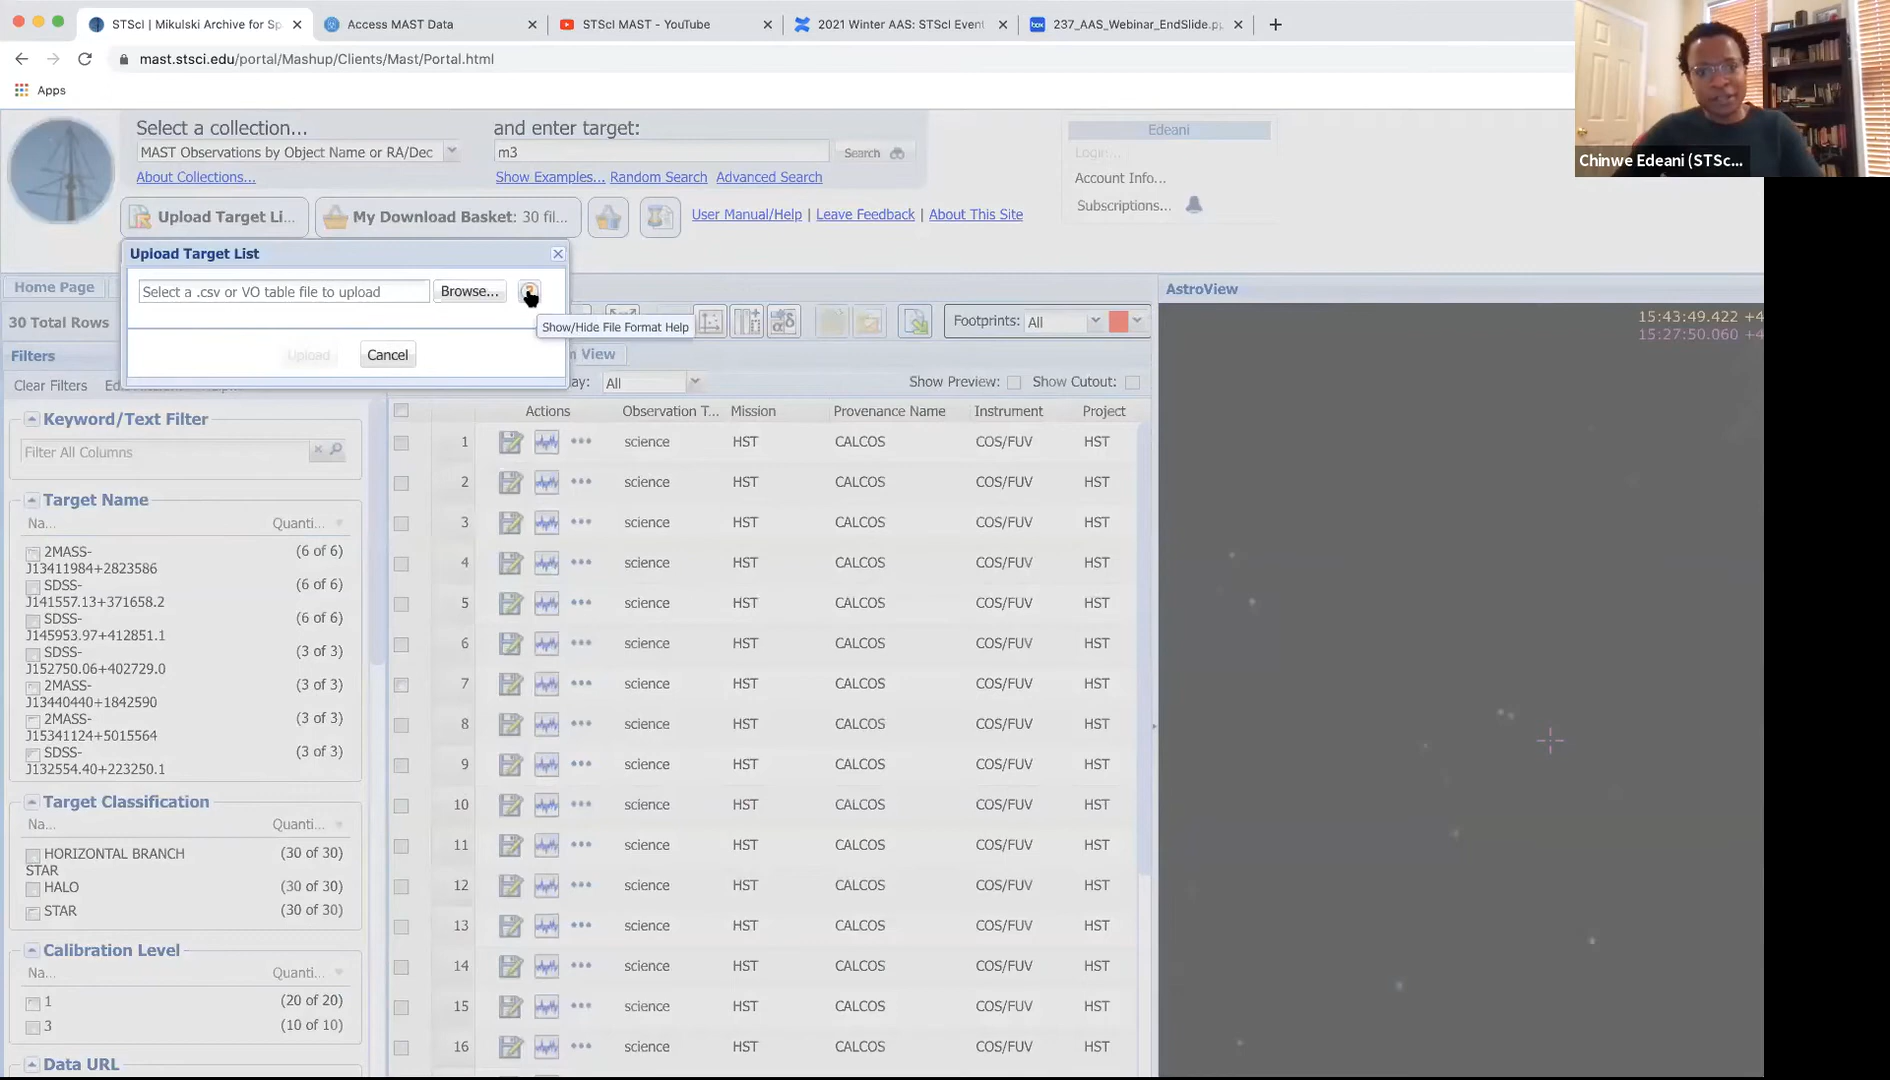 STScI | Mikulski Archive for Sp
Access MAST Data
STScI MAST - YouTube
2021 Winter AAS: STScI Event
237_AAS_Webinar_EndSlide.pp
mast.stsci.edu/portal/Mashup/Clients/Mast/Portal.html
Apps
Chinwe Edeani (STSc...
Select a collection...
and enter target:
Edeani
MAST Observations by Object Name or RA/Dec
m3
Search
Login...
About Collections...
Show Examples... Random Search Advanced Search
Account Info...
Subscriptions...
Upload Target Li...
My Download Basket: 30 fil...
User Manual/Help | Leave Feedback | About This Site
Upload Target List
Select a .csv or VO table file to upload
Browse...
Show/Hide File Format Help
Upload
Cancel
Home Page
AstroView
30 Total Rows
Footprints: All
15:43:49.422 +4
15:27:50.060 +4
Filters
View
Clear Filters
All
Show Preview:
Show Cutout:
Keyword/Text Filter
Filter All Columns
Target Name
Na... Quanti...
2MASS-
J13411984+2823586 (6 of 6)
SDSS-
J141557.13+371658.2 (6 of 6)
SDSS-
J145953.97+412851.1 (6 of 6)
SDSS-
J152750.06+402729.0 (3 of 3)
2MASS-
J13440440+1842590 (3 of 3)
2MASS-
J15341124+5015564 (3 of 3)
SDSS-
J132554.40+223250.1 (3 of 3)
Target Classification
Na... Quanti...
HORIZONTAL BRANCH
STAR (30 of 30)
HALO (30 of 30)
STAR (30 of 30)
Calibration Level
Na... Quanti...
1 (20 of 20)
3 (10 of 10)
Data URL
Actions Observation T... Mission Provenance Name Instrument Project
1 science HST CALCOS COS/FUV HST
2 science HST CALCOS COS/FUV HST
3 science HST CALCOS COS/FUV HST
4 science HST CALCOS COS/FUV HST
5 science HST CALCOS COS/FUV HST
6 science HST CALCOS COS/FUV HST
7 science HST CALCOS COS/FUV HST
8 science HST CALCOS COS/FUV HST
9 science HST CALCOS COS/FUV HST
10 science HST CALCOS COS/FUV HST
11 science HST CALCOS COS/FUV HST
12 science HST CALCOS COS/FUV HST
13 science HST CALCOS COS/FUV HST
14 science HST CALCOS COS/FUV HST
15 science HST CALCOS COS/FUV HST
16 science HST CALCOS COS/FUV HST